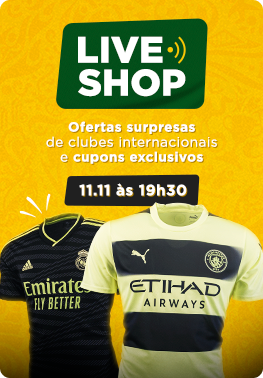 LIVE
SHOP
Ofertas surpresas
de clubes internacionais
e cupons exclusivos
11.11 às 19h30
adidas
Emirates
FLY BETTER
PUMA
ETIHAD
AIRWAYS